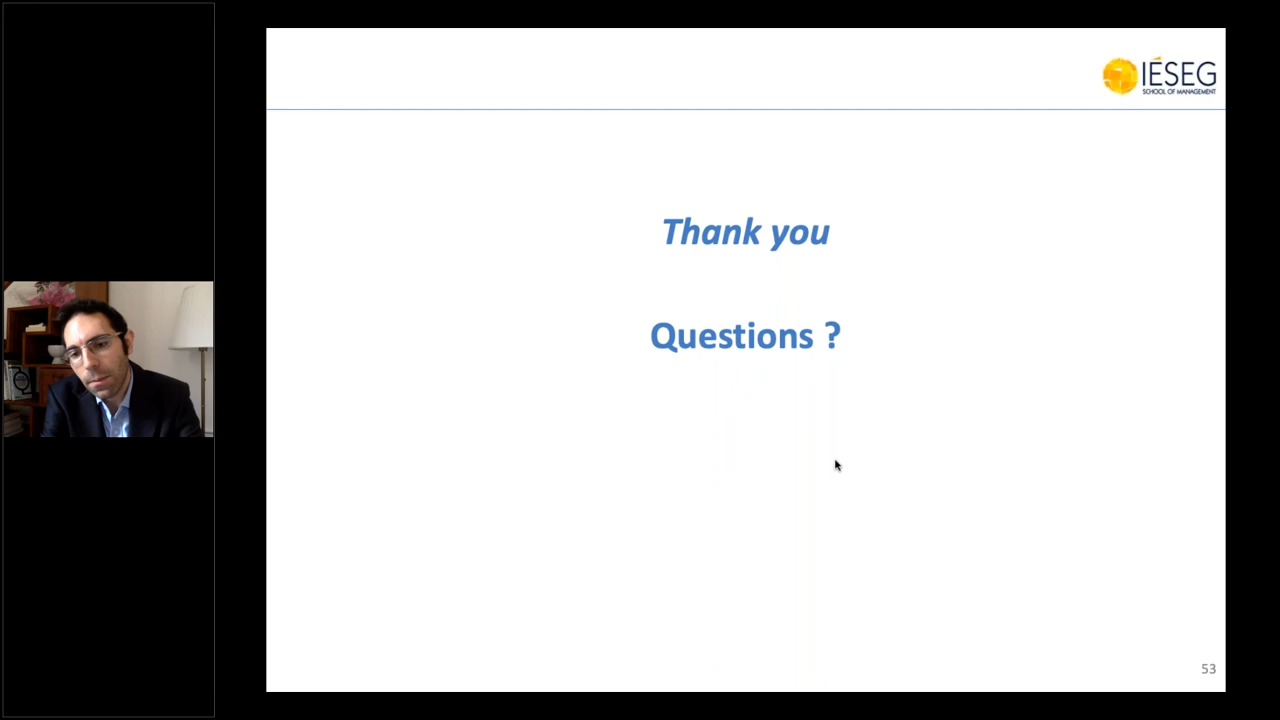 IÉSEG
SCHOOL OF MANAGEMENT
Thank you
Questions ?
53